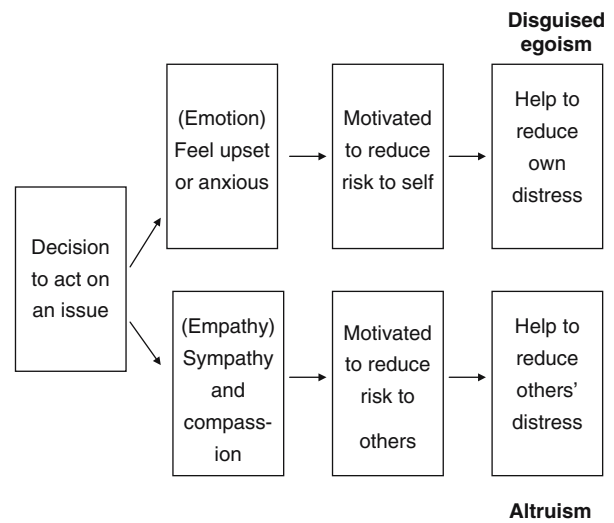 Disguised
egoism
(Emotion)
Feel upset
or anxious
Motivated
to reduce
risk to self
Help to
reduce
own
distress
Decision
to act on
an issue
(Empathy)
Sympathy
and
compass-
ion
Motivated
to reduce
risk to
others
Help to
reduce
others’
distress
Altruism